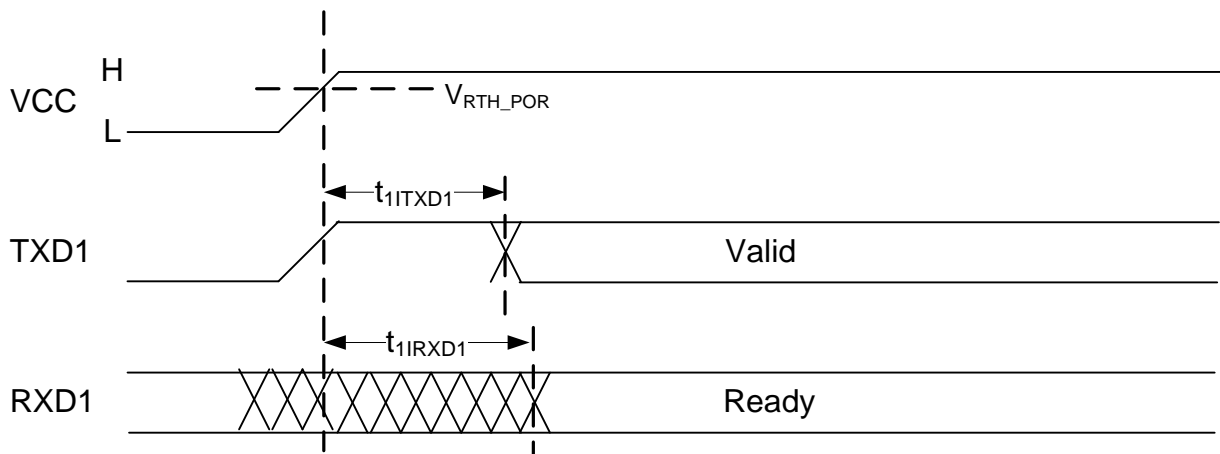 H
VCC
L
VRTH_POR
t1ITXD1
TXD1
Valid
t1IRXD1
RXD1
Ready